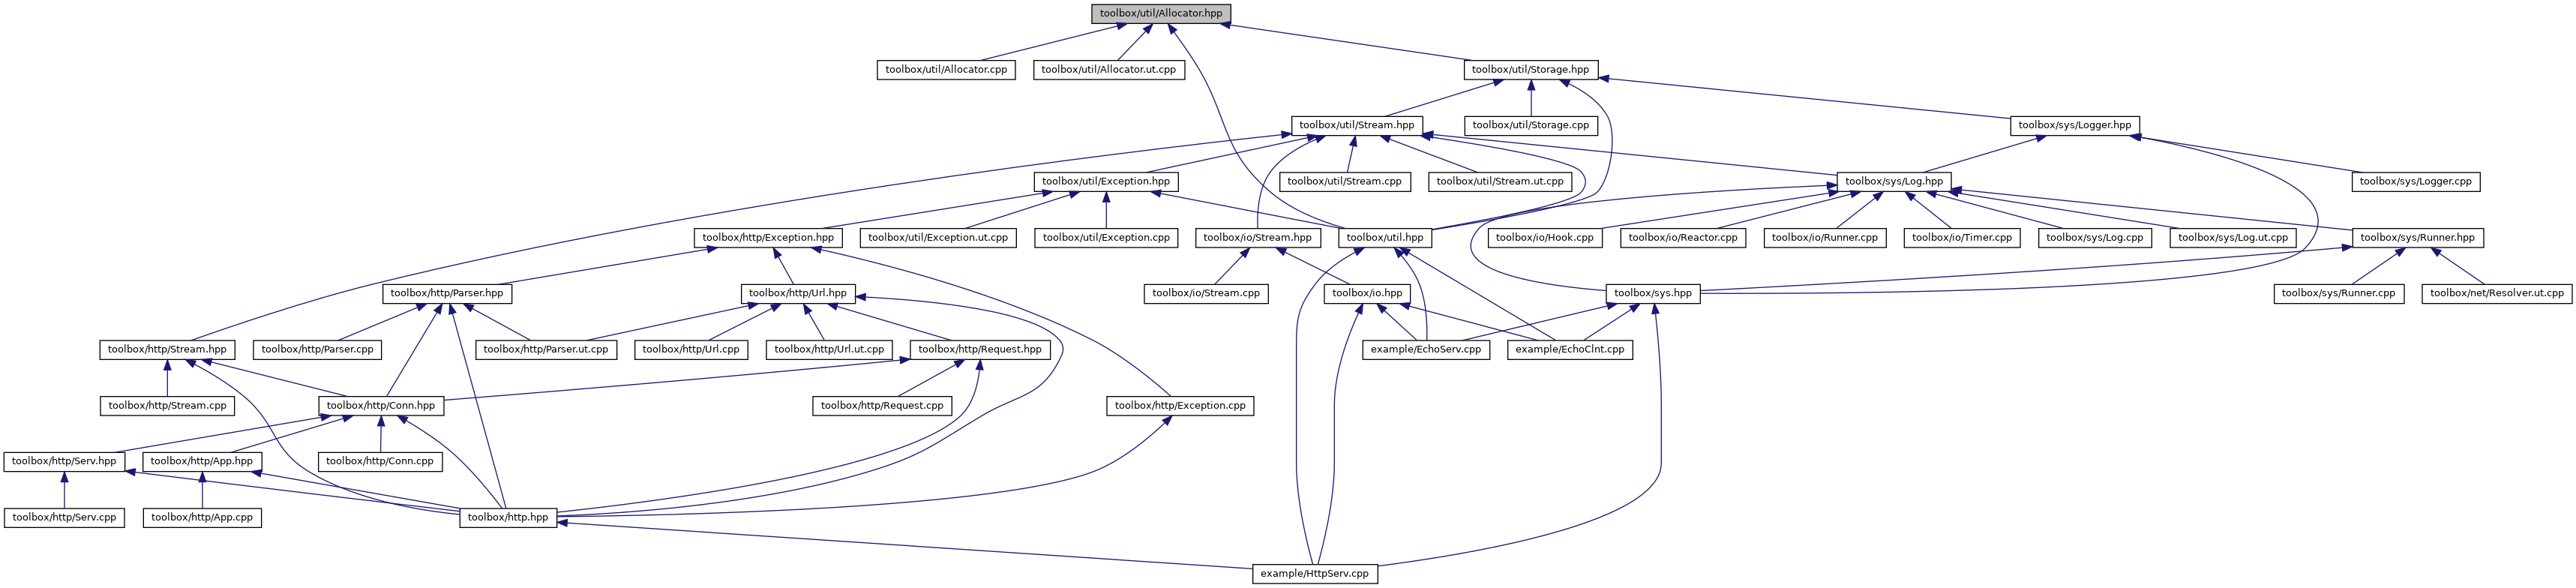 toolbox/util/Allocator.hpp
toolbox/util/Allocator.cpp
toolbox/util/Allocator.ut.cpp
toolbox/util/Storage.hpp
toolbox/util/Stream.hpp
toolbox/util/Storage.cpp
toolbox/sys/Logger.hpp
toolbox/util/Exception.hpp
toolbox/util/Stream.cpp
toolbox/util/Stream.ut.cpp
toolbox/sys/Log.hpp
toolbox/sys/Logger.cpp
toolbox/http/Exception.hpp
toolbox/util/Exception.ut.cpp
toolbox/util/Exception.cpp
toolbox/io/Stream.hpp
toolbox/util.hpp
toolbox/io/Hook.cpp
toolbox/io/Reactor.cpp
toolbox/io/Runner.cpp
toolbox/io/Timer.cpp
toolbox/sys/Log.cpp
toolbox/sys/Log.ut.cpp
toolbox/sys/Runner.hpp
toolbox/http/Parser.hpp
toolbox/http/Url.hpp
toolbox/io/Stream.cpp
toolbox/io.hpp
toolbox/sys.hpp
toolbox/sys/Runner.cpp
toolbox/net/Resolver.ut.cpp
toolbox/http/Stream.hpp
toolbox/http/Parser.cpp
toolbox/http/Parser.ut.cpp
toolbox/http/Url.cpp
toolbox/http/Url.ut.cpp
toolbox/http/Request.hpp
example/EchoServ.cpp
example/EchoClnt.cpp
toolbox/http/Stream.cpp
toolbox/http/Conn.hpp
toolbox/http/Request.cpp
toolbox/http/Exception.cpp
toolbox/http/Serv.hpp
toolbox/http/App.hpp
toolbox/http/Conn.cpp
toolbox/http/Serv.cpp
toolbox/http/App.cpp
toolbox/http.hpp
example/HttpServ.cpp